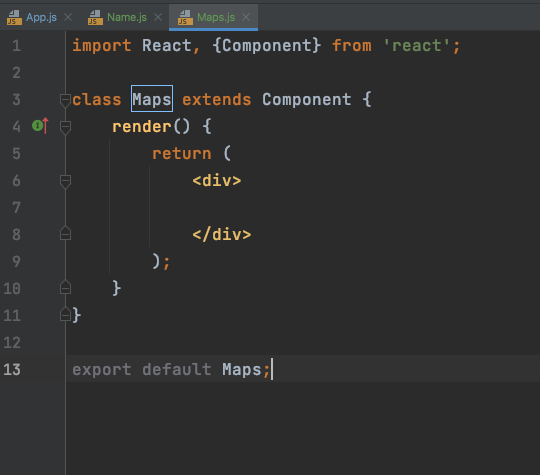 App.js Name.js Maps.js
1 import React, {Component} from 'react';
2
3 class Maps extends Component {
4 render() {
5 return (
6 <div>
7
8 </div>
9 );
10 }
11 }
12
13 export default Maps;